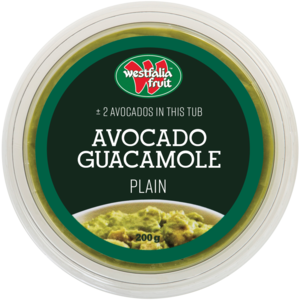 westfalia
fruit
± 2 AVOCADOS IN THIS TUB
AVOCADO
GUACAMOLE
PLAIN
200 g